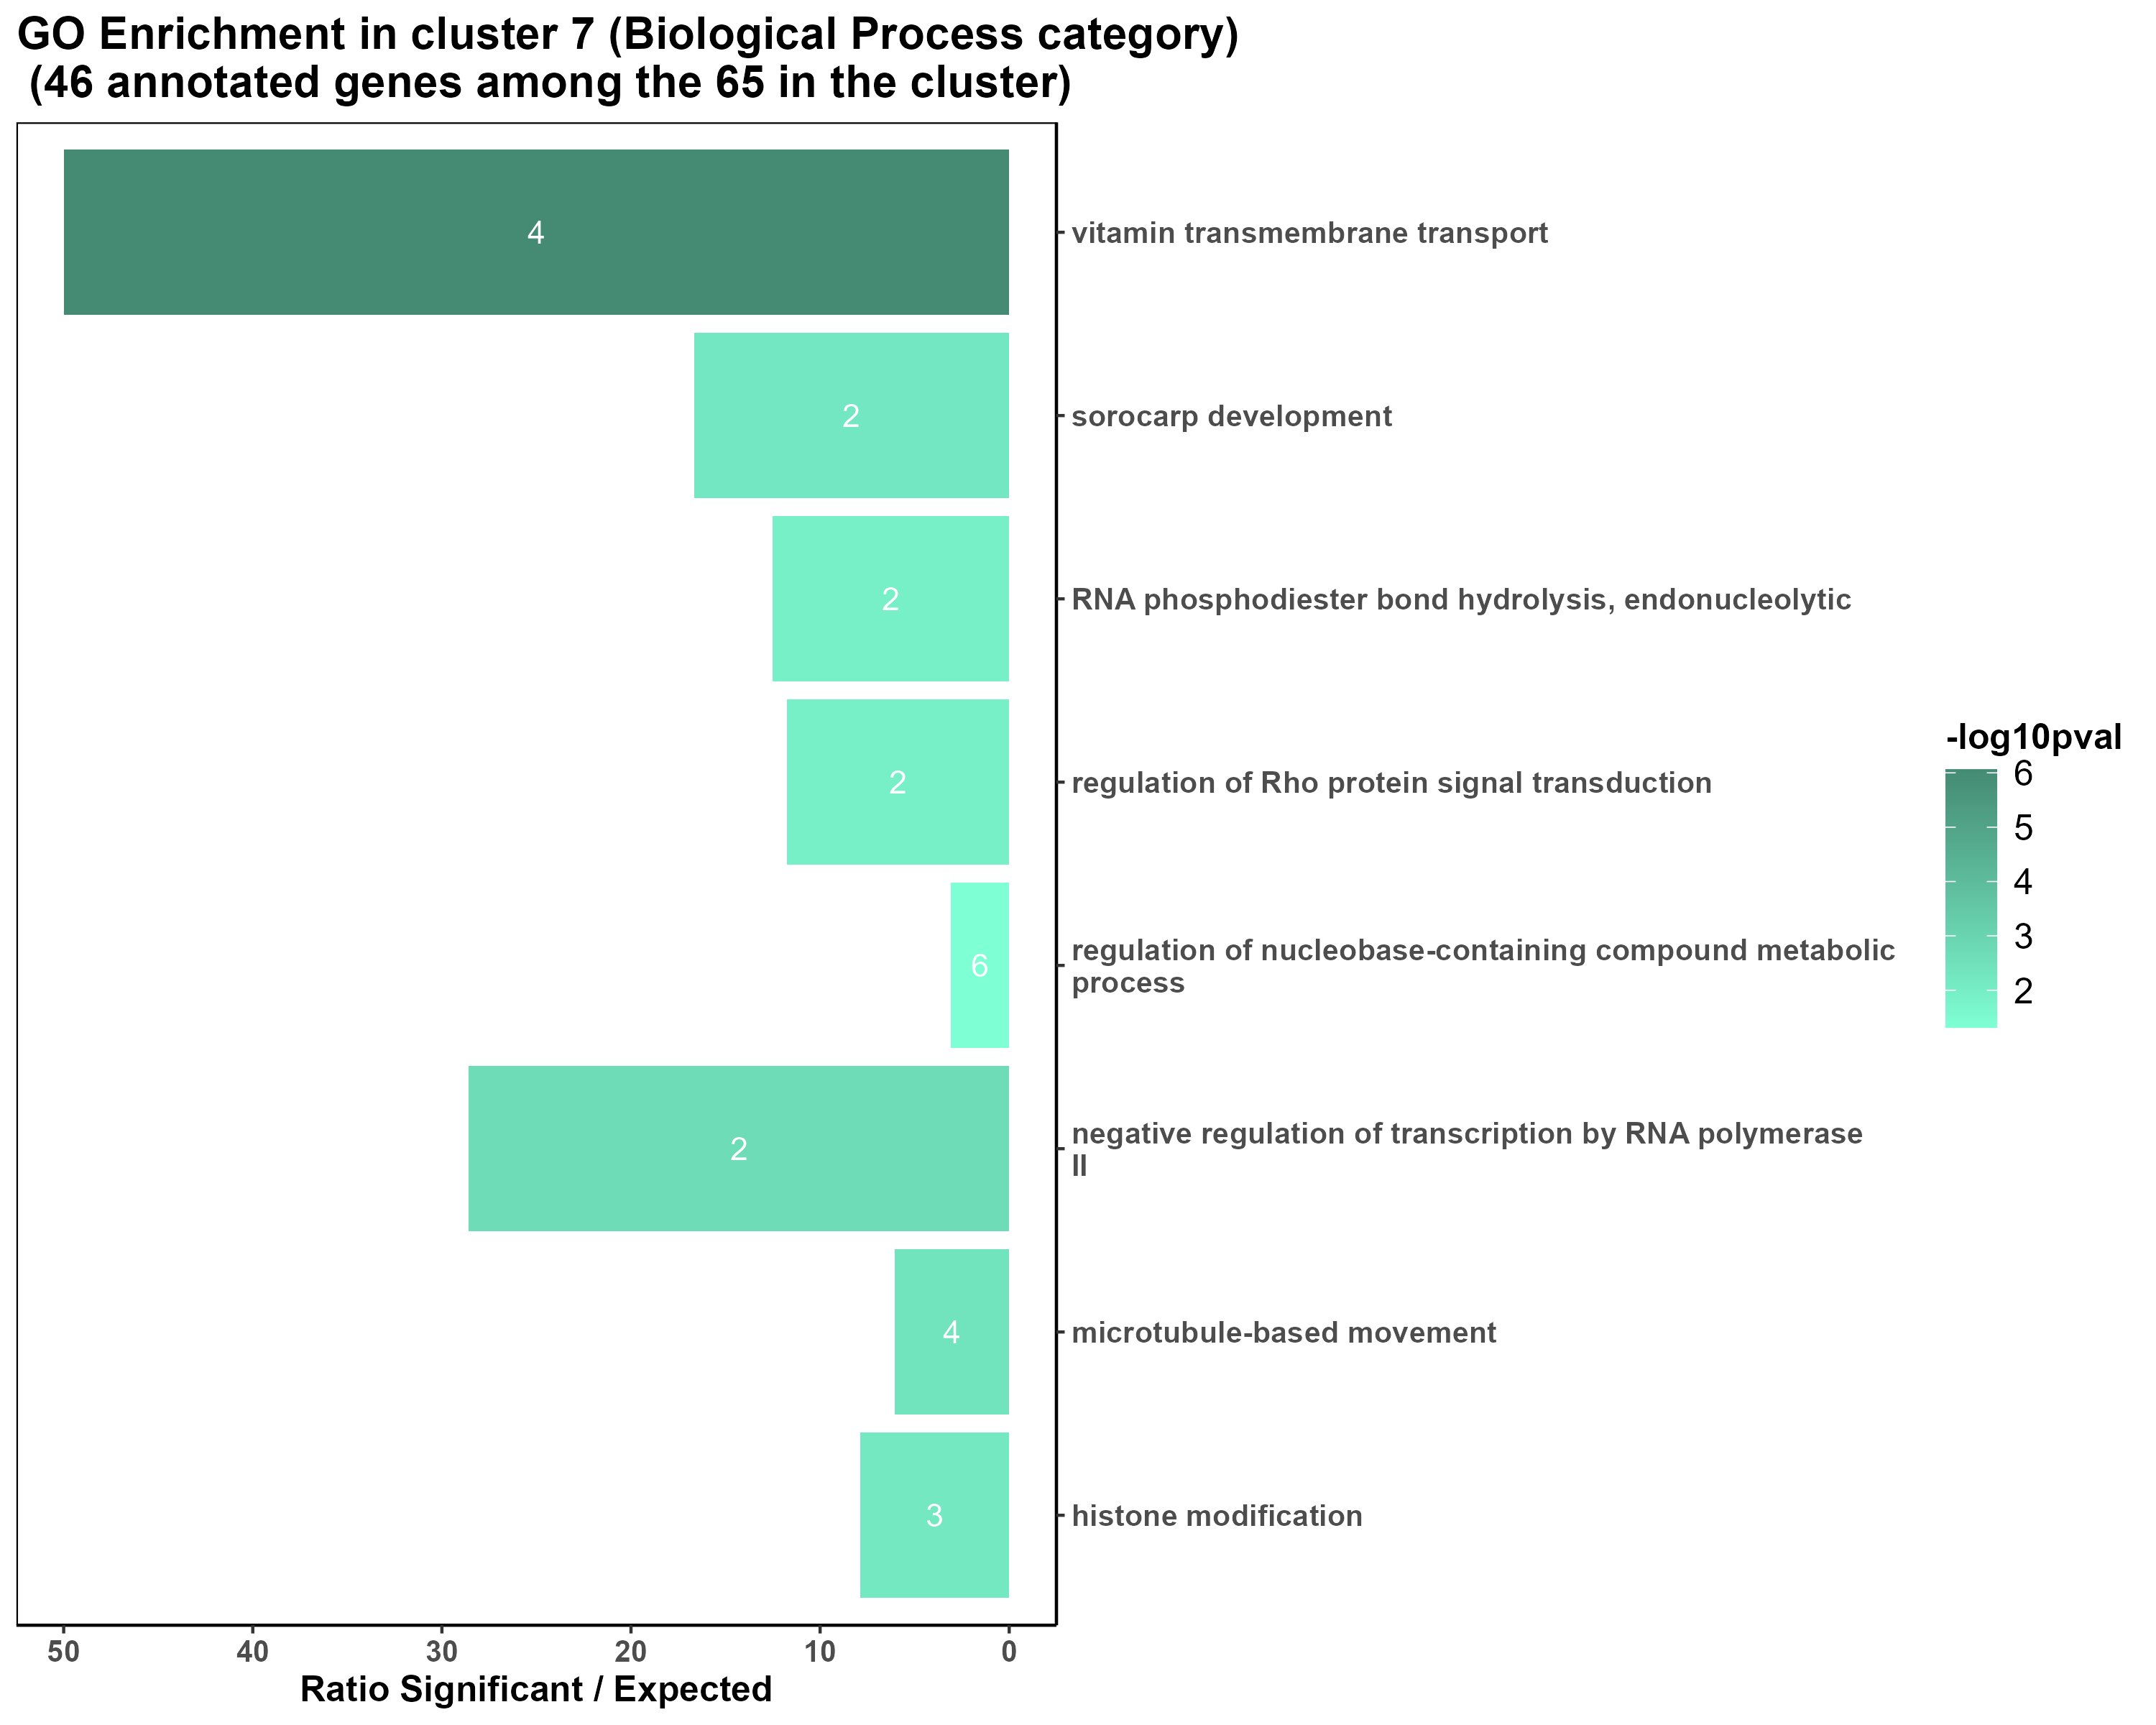 GO Enrichment in cluster 7 (Biological Process category)
(46 annotated genes among the 65 in the cluster)
4
vitamin transmembrane transport
2
sorocarp development
2
RNA phosphodiester bond hydrolysis, endonucleolytic
2
regulation of Rho protein signal transduction
6
regulation of nucleobase-containing compound metabolic
process
2
negative regulation of transcription by RNA polymerase
II
4
microtubule-based movement
3
histone modification
50 40 30 20 10 0
Ratio Significant / Expected
-log10pval
6
5
4
3
2